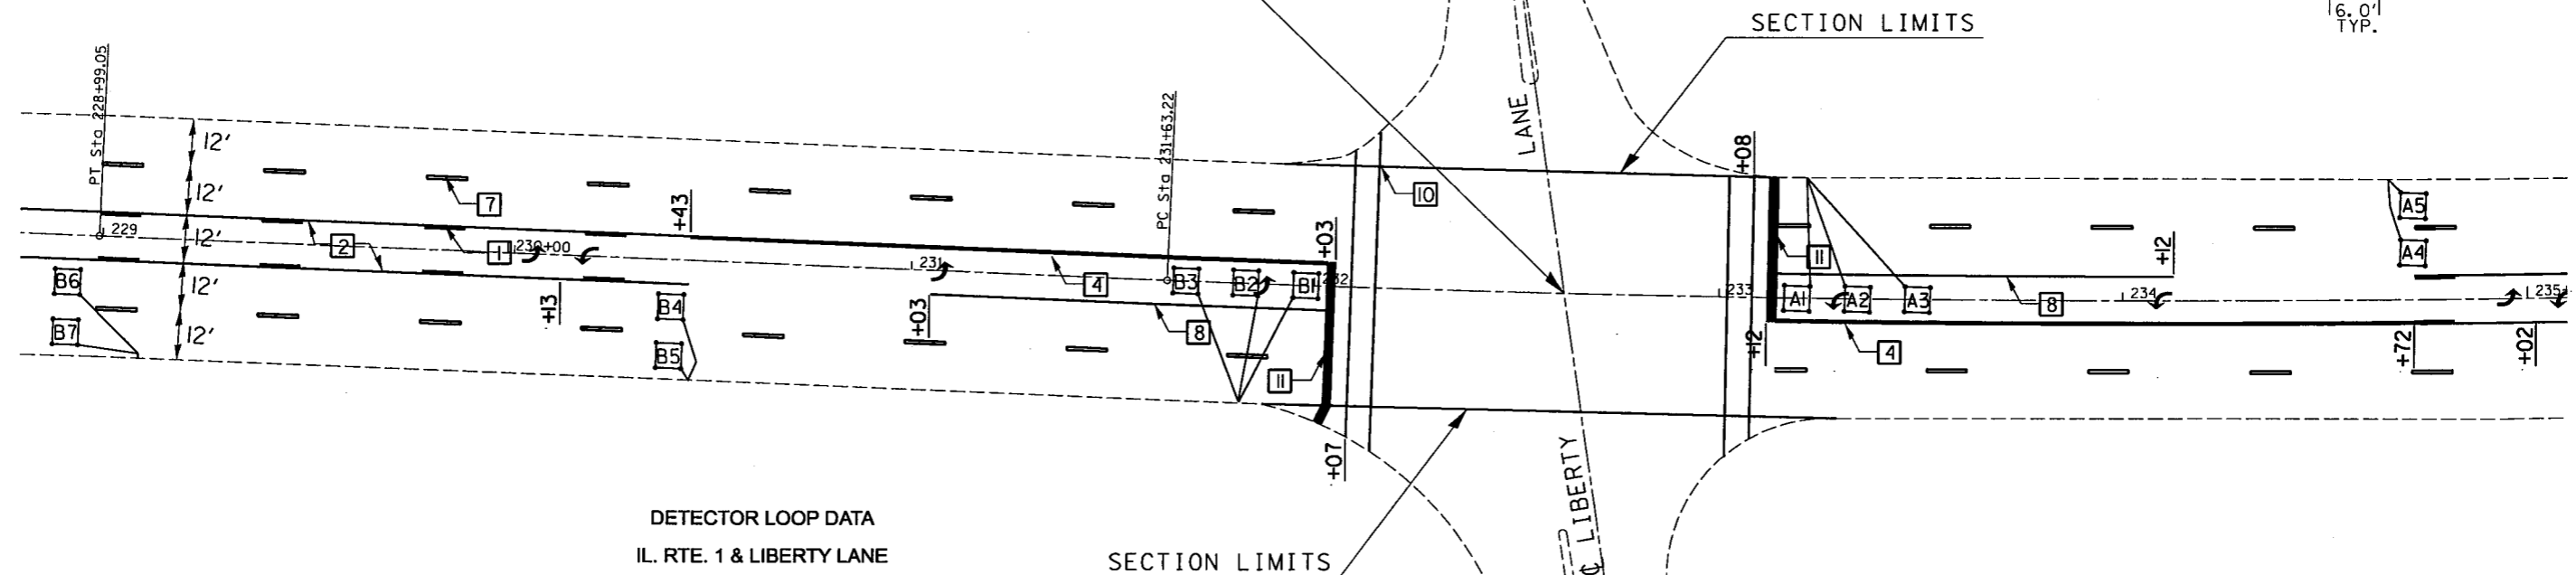 6.0'
TYP.
SECTION LIMITS
PT Sta 228+99.05
12'
12'
12'
12'
12'
7
2
1
229
230+00
+43
+13
+03
PC Sta 231+63.22
231
4
8
B6
B7
B4
B5
B3
B2
B1
232
+03
11
+07
10
LANE
+08
11
A1
A2
A3
233
+12
+12
234
8
4
A5
A4
235
+72
+02
DETECTOR LOOP DATA
IL. RTE. 1 & LIBERTY LANE
SECTION LIMITS
℄ LIBERTY